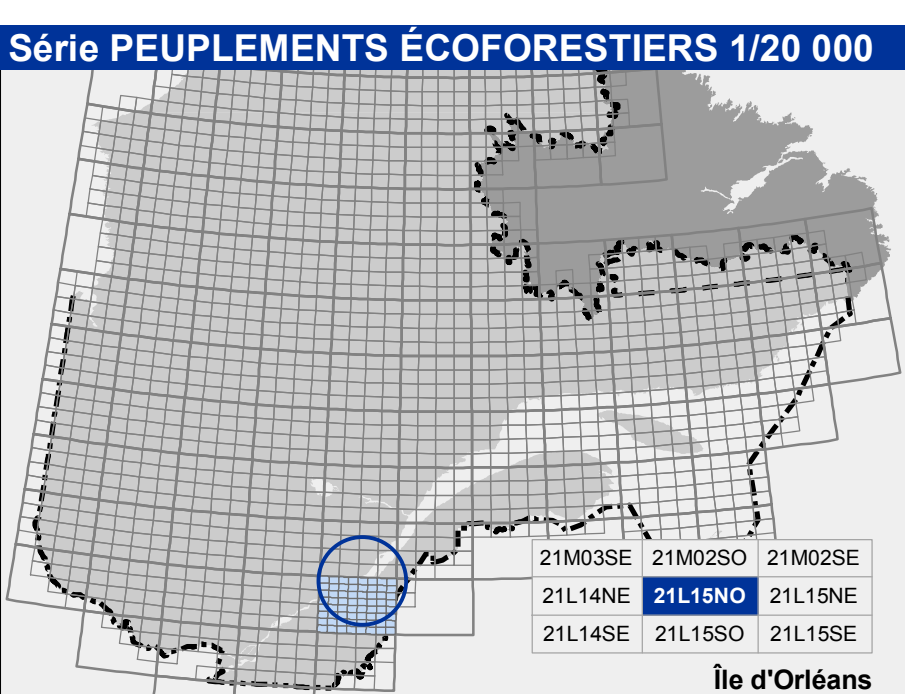 Série PEUPLEMENTS ÉCOFORESTIERS 1/20 000
21M03SE 21M02SO 21M02SE
21L14NE 21L15NO 21L15NE
21L14SE 21L15SO 21L15SE
Île d'Orléans